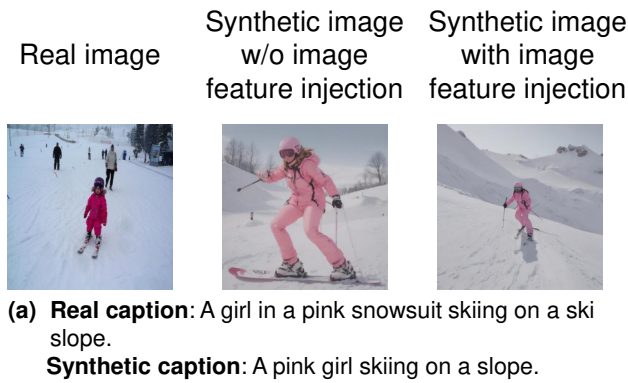 Real image
Synthetic image
w/o image
feature injection
Synthetic image
with image
feature injection
(a) Real caption: A girl in a pink snowsuit skiing on a ski
slope.
Synthetic caption: A pink girl skiing on a slope.